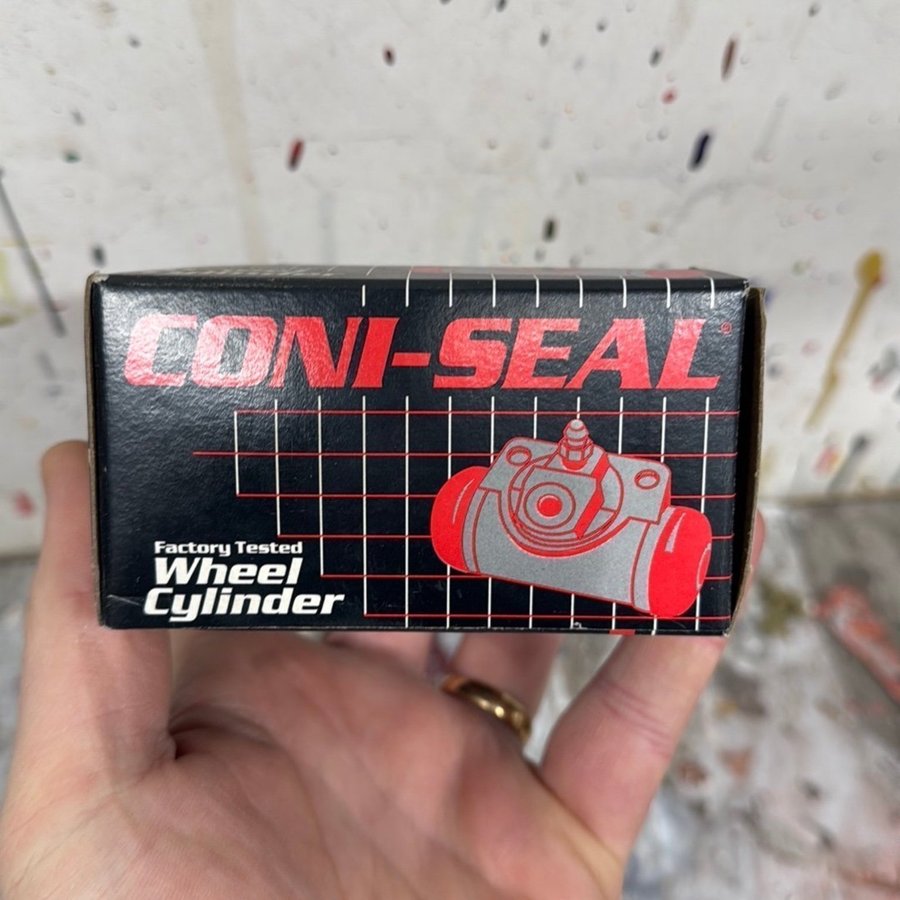 CONI-SEAL®
Factory Tested
Wheel
Cylinder